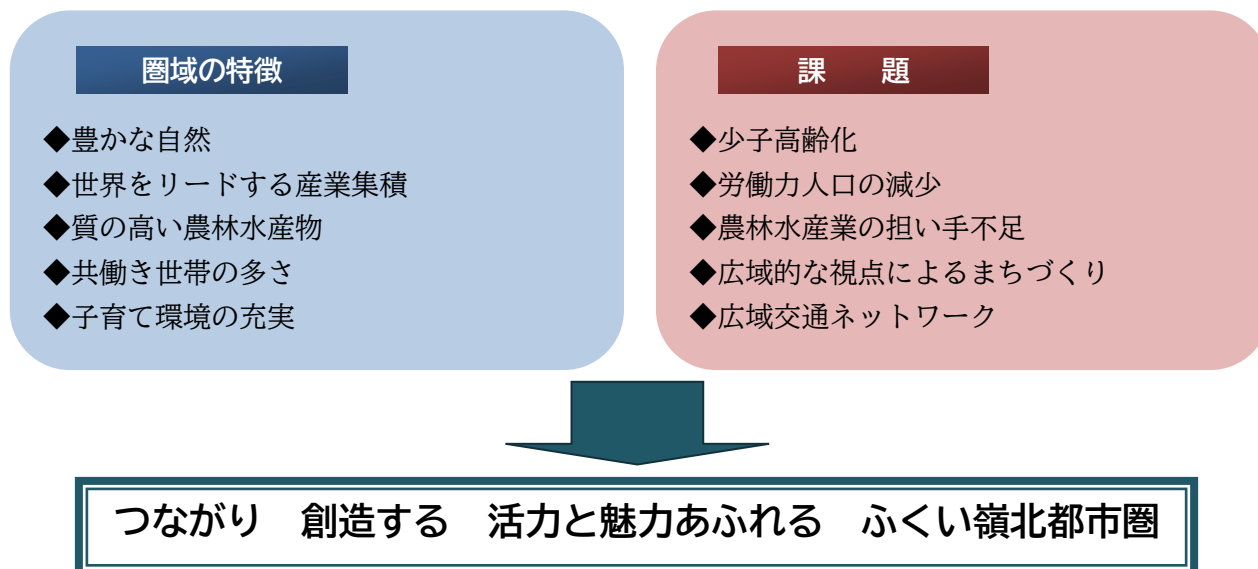 圏域の特徴
◆豊かな自然
◆世界をリードする産業集積
◆質の高い農林水産物
◆共働き世帯の多さ
◆子育て環境の充実
課　題
◆少子高齢化
◆労働力人口の減少
◆農林水産業の担い手不足
◆広域的な視点によるまちづくり
◆広域交通ネットワーク
つながり　創造する　活力と魅力あふれる　ふくい嶺北都市圏